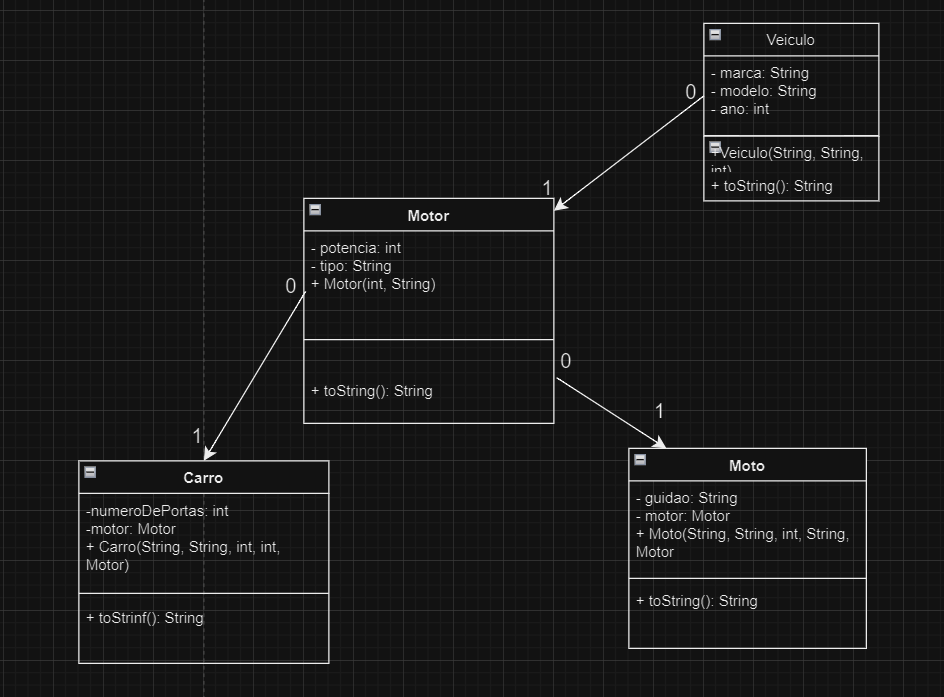 Veiculo
- marca: String
- modelo: String
- ano: int
+Veiculo(String, String,
int)
+ toString(): String
0
1
Motor
- potencia: int
- tipo: String
+ Motor(int, String)
+ toString(): String
0
0
1
1
Carro
-numeroDePortas: int
-motor: Motor
+ Carro(String, String, int, int,
Motor)
+ toStrinf(): String
Moto
- guidao: String
- motor: Motor
+ Moto(String, String, int, String,
Motor
+ toString(): String